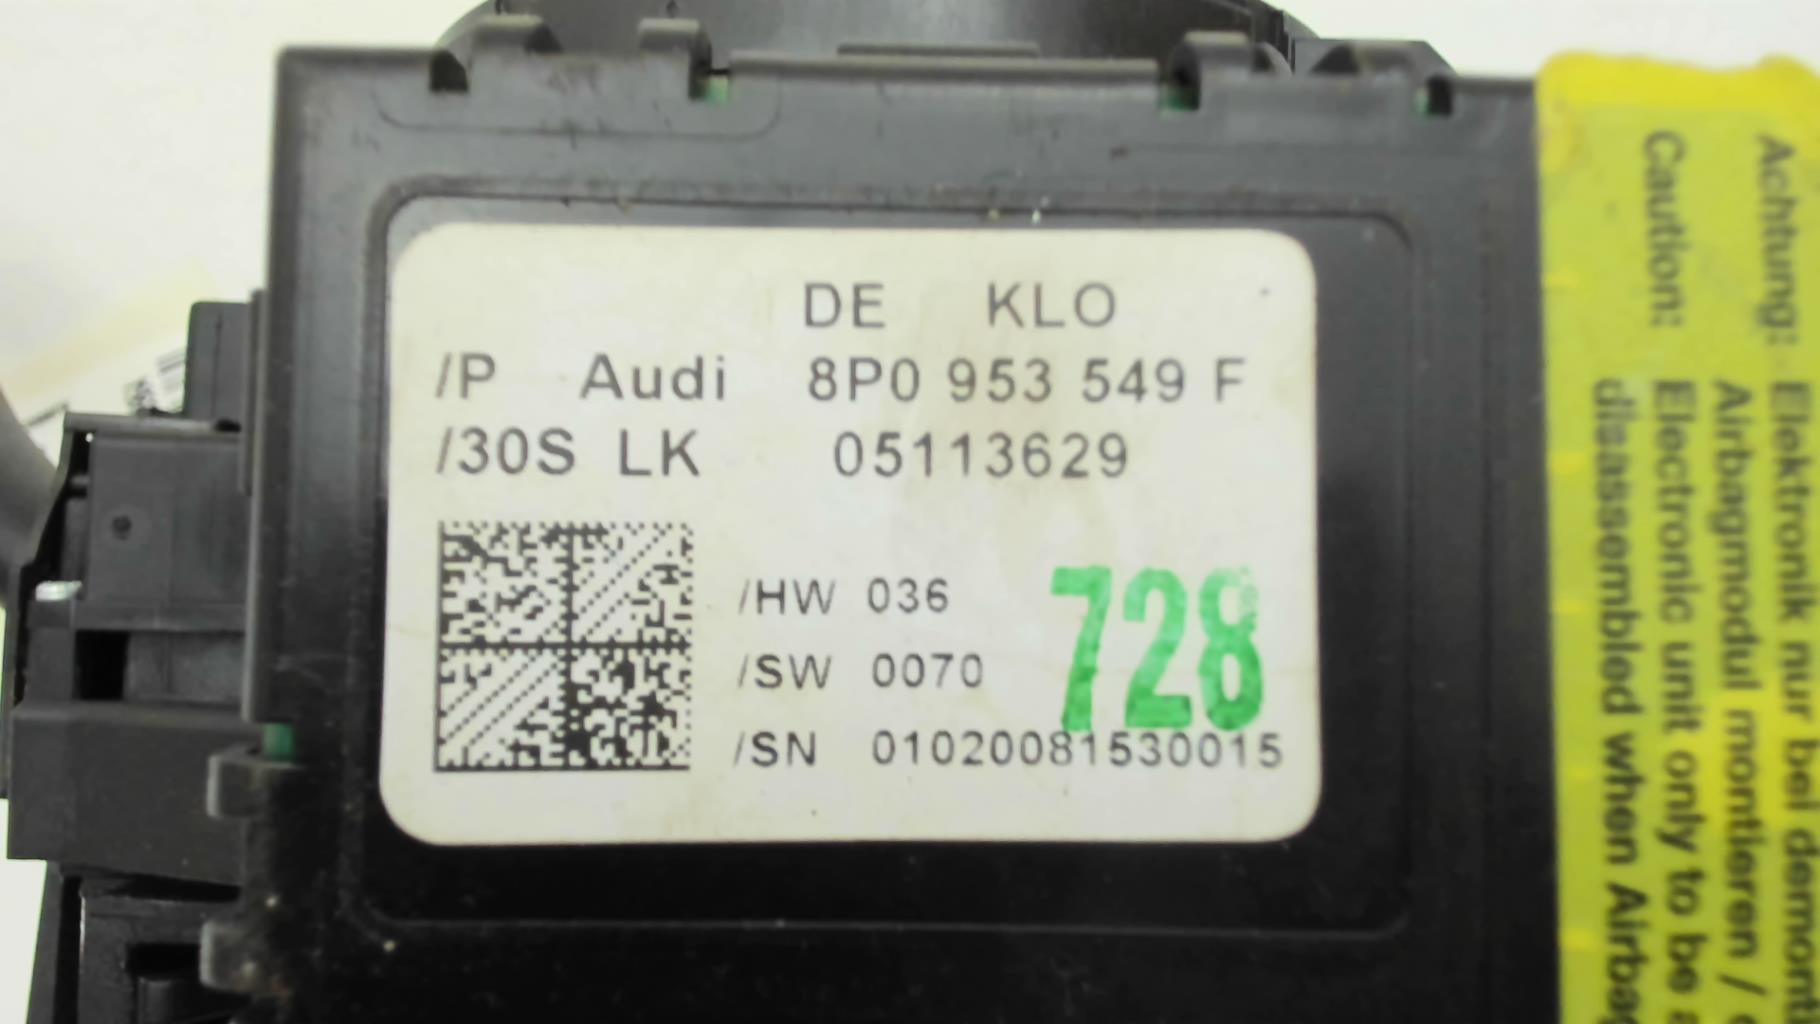 DE KLO
/P Audi 8P0 953 549 F
/30S LK 05113629
/HW 036
/SW 0070
728
/SN 01020081530015
Achtung: Elektronik nur bei demonti
Airbagmodul montieren /
Caution: Electronic unit only to be
disassembled when Airba